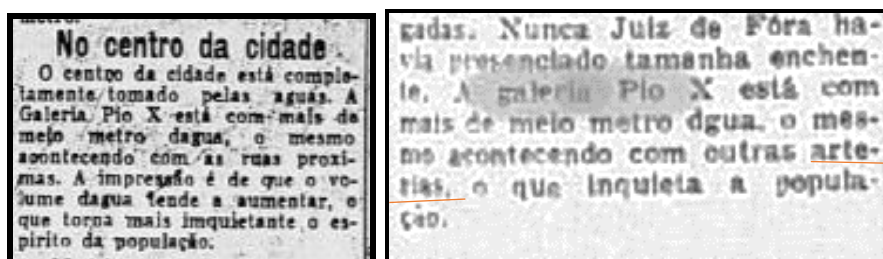 No centro da cidade
O centro da cidade está comple-
tamente tomado pelas aguas. A
Galeria Pio X está com mais de
meio metro dagua, o mesmo
acontecendo com as ruas proxi-
mas. A impressão é de que o vo-
lume dagua tende a aumentar, o
que torna mais imquietante o es-
pirito da população.
gadas. Nunca Juiz de Fóra ha-
via presenciado tamanha enchen-
te. A galeria Pio X está com
mais de meio metro dgua, o mes-
mo acontecendo com outras arte-
rias, o que inquieta a popula-
ção.